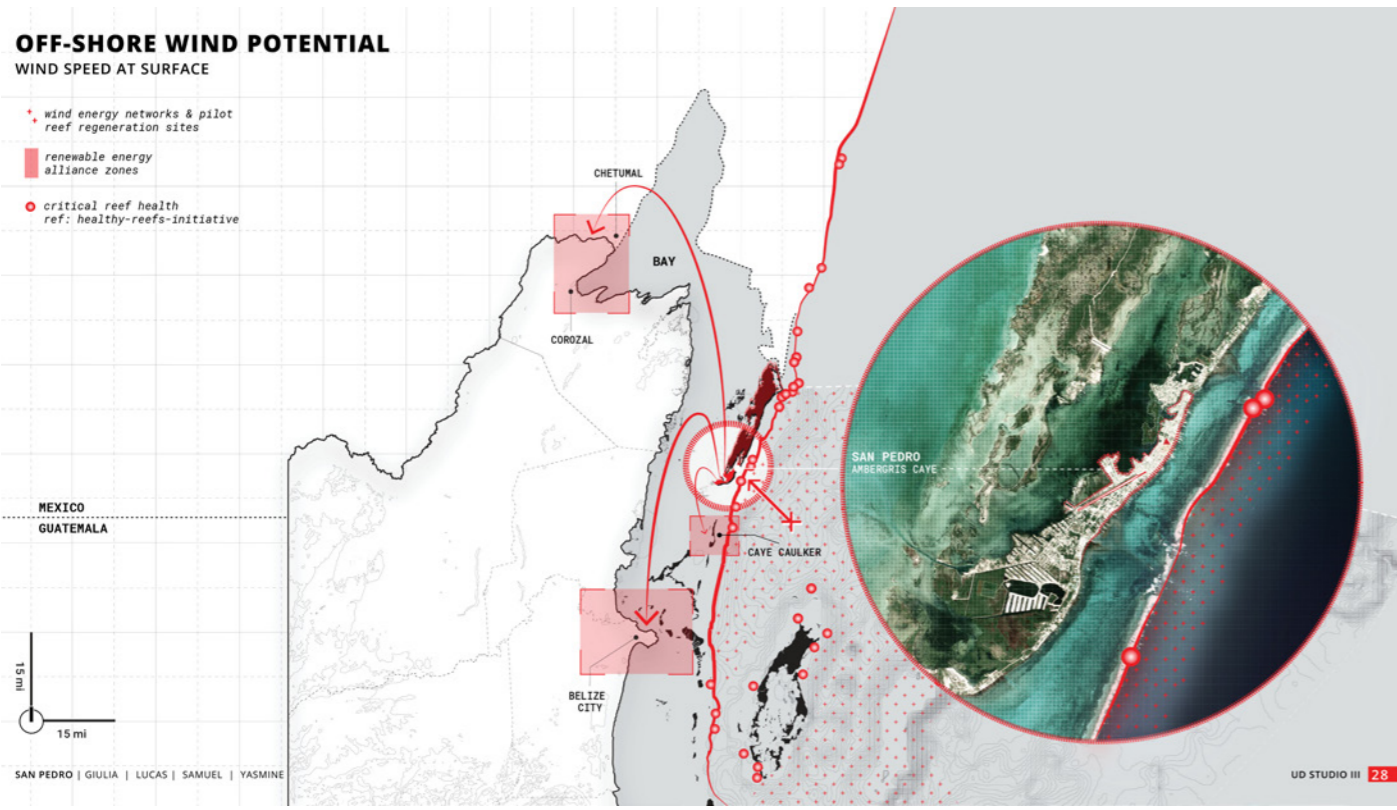 OFF-SHORE WIND POTENTIAL
WIND SPEED AT SURFACE
wind energy networks & pilot
reef regeneration sites
renewable energy
alliance zones
critical reef health
ref: healthy-reefs-initiative
CHETUMAL
BAY
COROZAL
SAN PEDRO
AMBERGRIS CAYE
MEXICO
GUATEMALA
CAYE CAULKER
BELIZE
CITY
15 mi
15 mi
SAN PEDRO | GIULIA | LUCAS | SAMUEL | YASMINE
UD STUDIO III 28